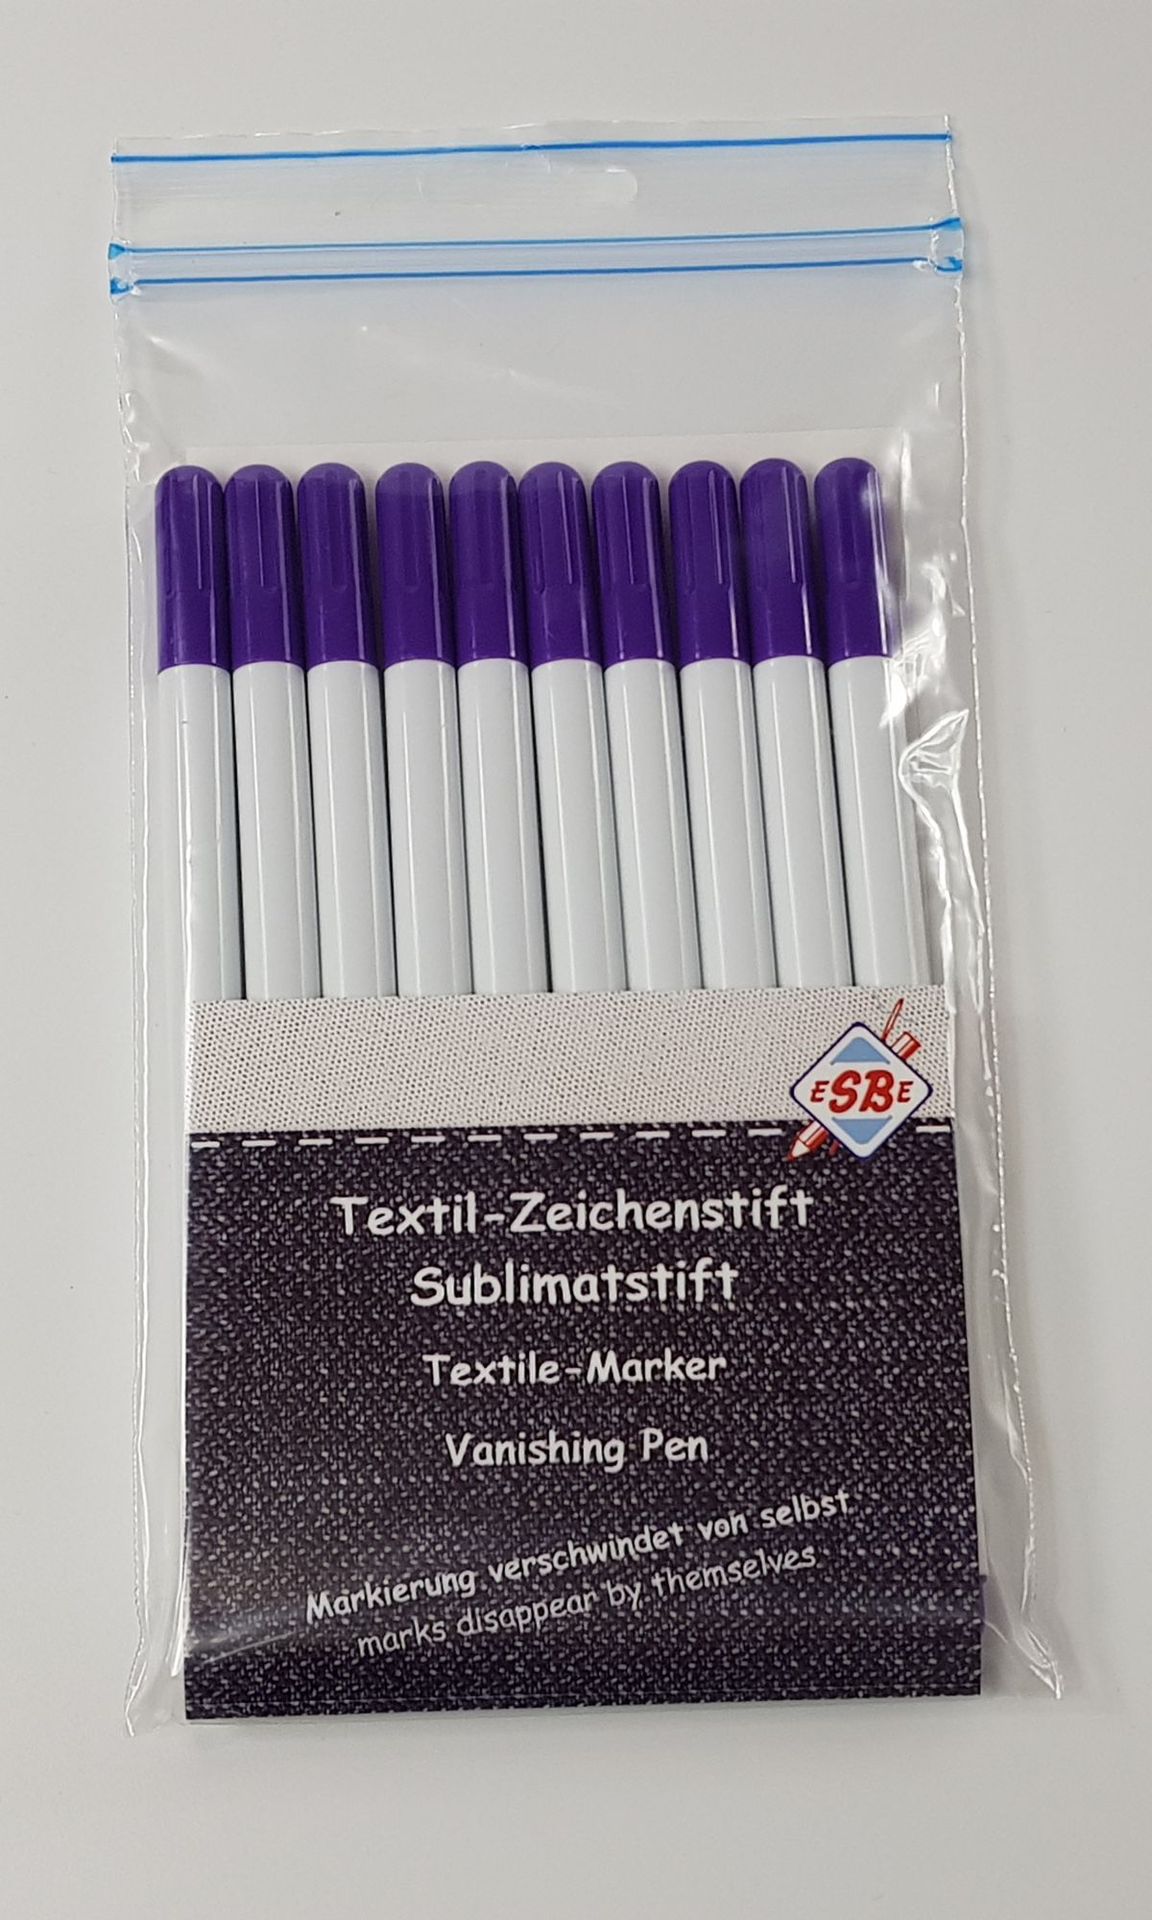 ESBE
Textil-Zeichenstift
Sublimatstift
Textile-Marker
Vanishing Pen
Markierung verschwindet von selbst
marks disappear by themselves